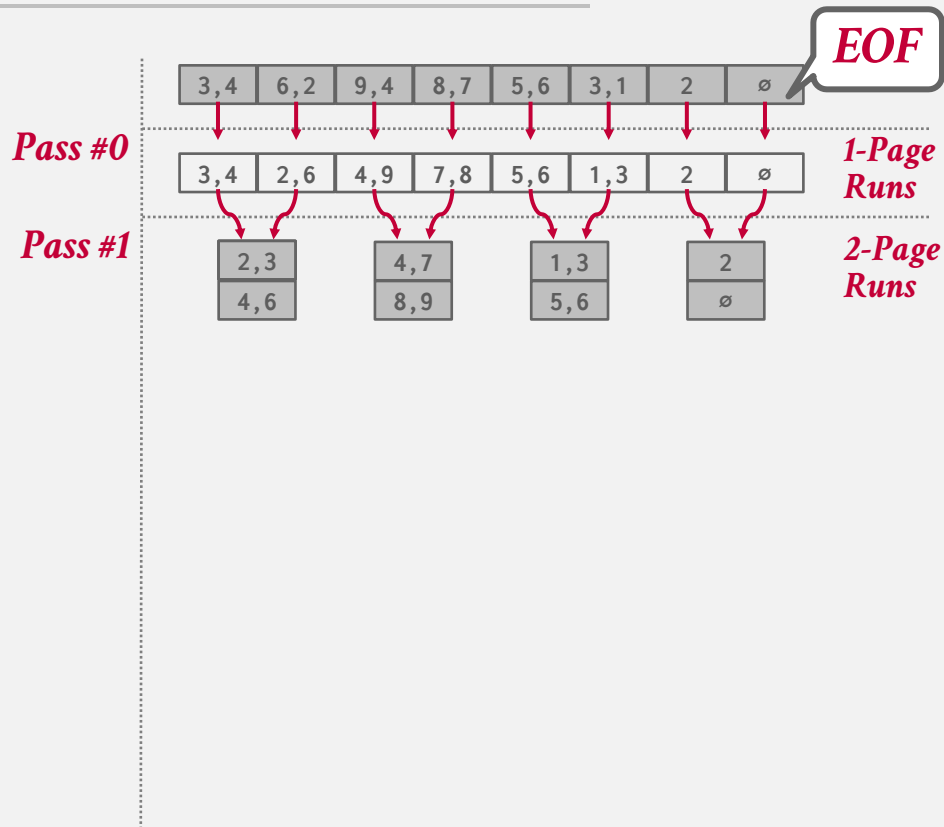 EOF
3,4 6,2 9,4 8,7 5,6 3,1 2 ∅
Pass #0
1-Page
Runs
3,4 2,6 4,9 7,8 5,6 1,3 2 ∅
Pass #1
2-Page
Runs
2,3 4,7 1,3 2
4,6 8,9 5,6 ∅